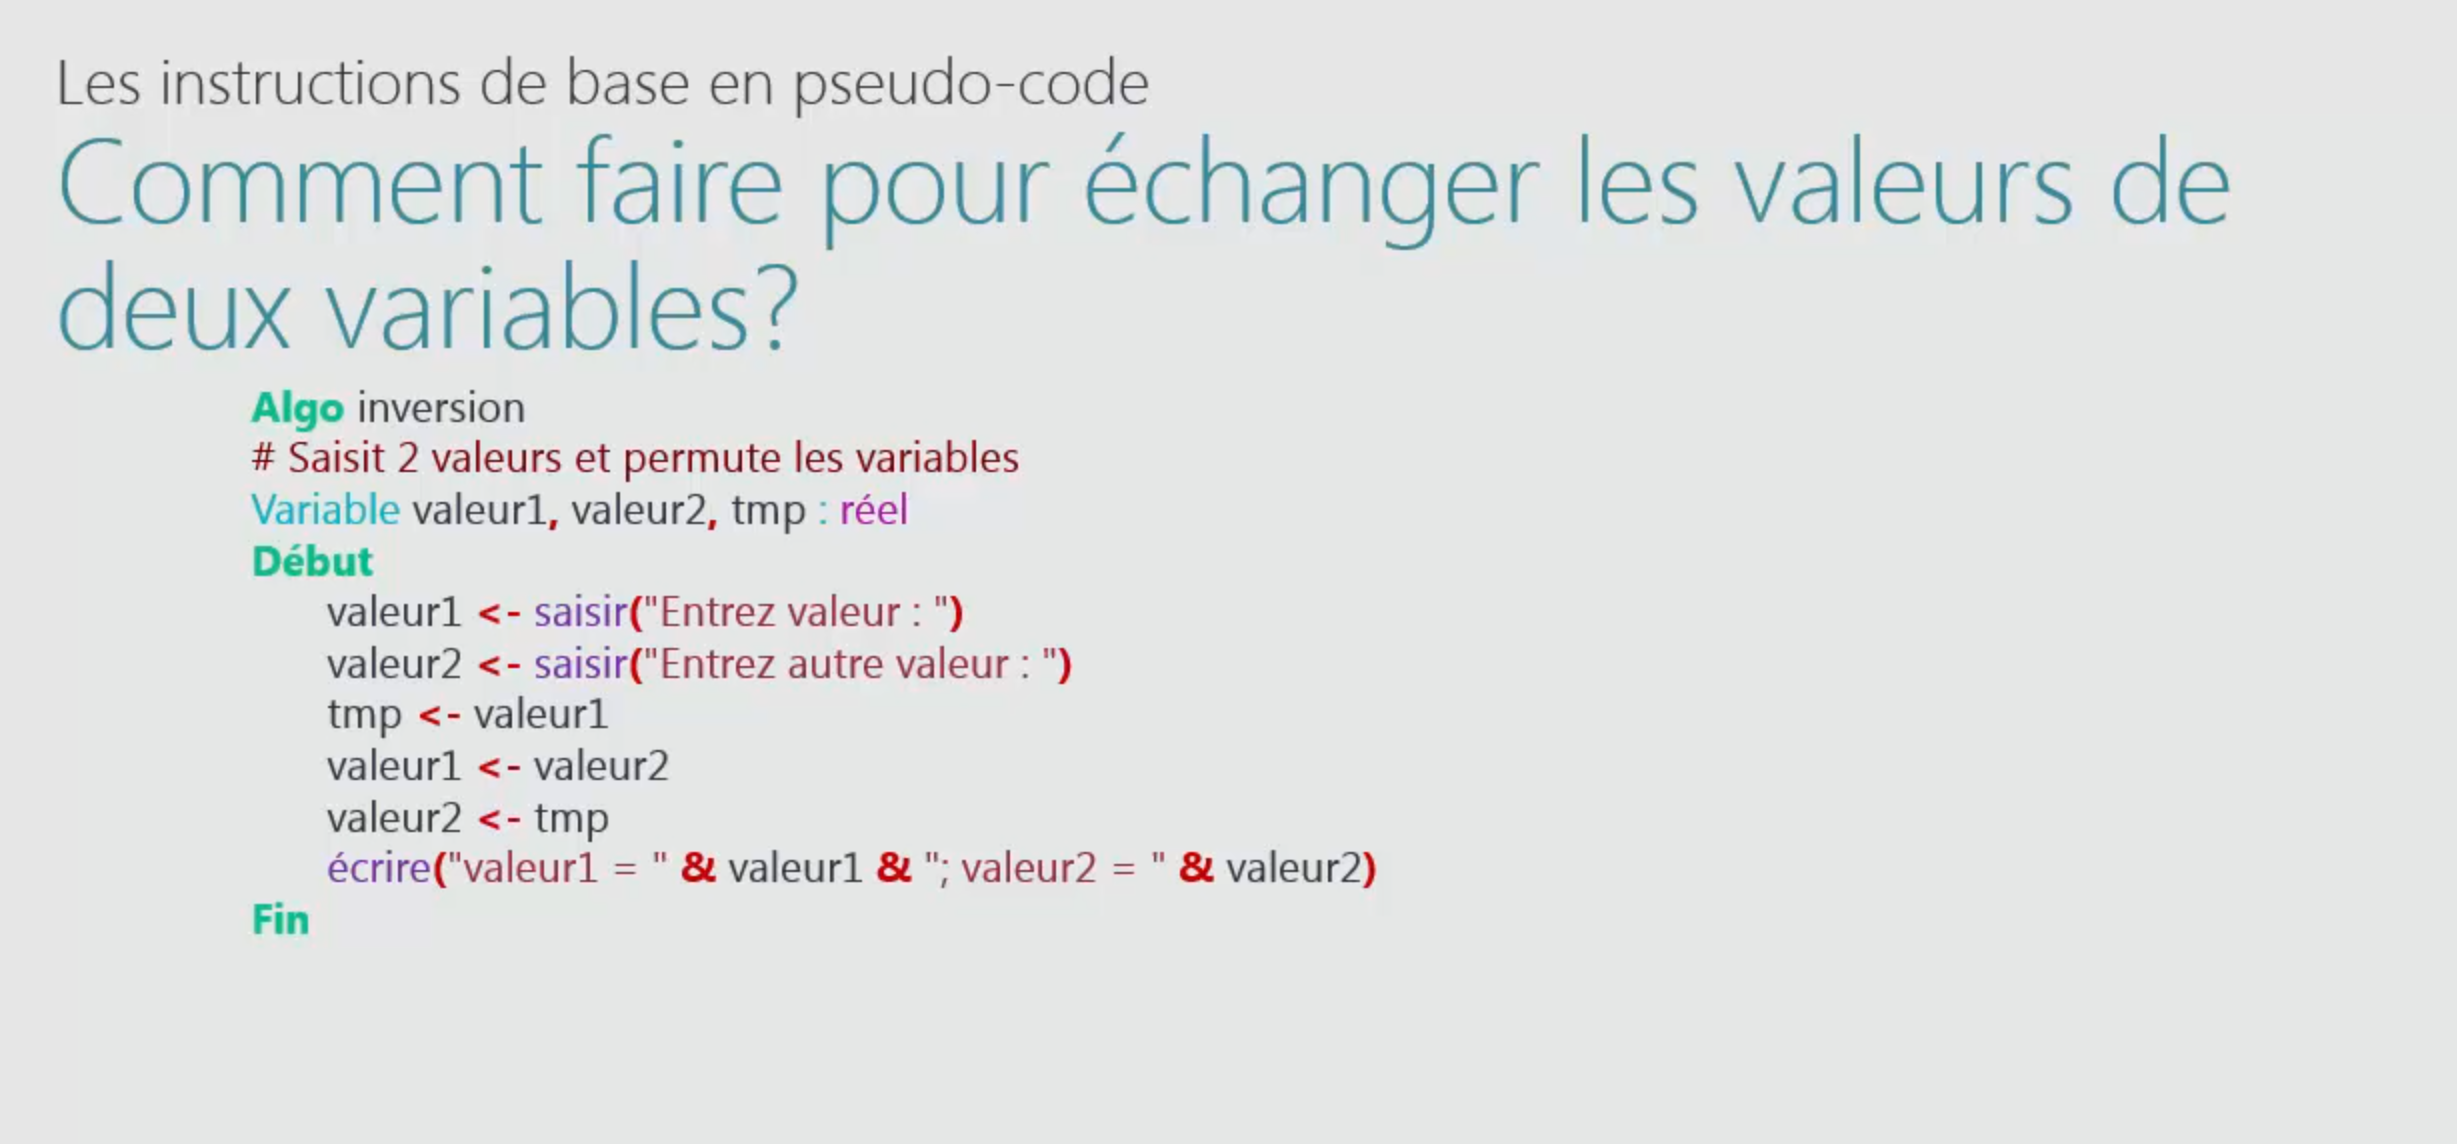 Les instructions de base en pseudo-code
Comment faire pour échanger les valeurs de
deux variables?
Algo inversion
# Saisit 2 valeurs et permute les variables
Variable valeur1, valeur2, tmp : réel
Début
valeur1 <- saisir("Entrez valeur : ")
valeur2 <- saisir("Entrez autre valeur : ")
tmp <- valeur1
valeur1 <- valeur2
valeur2 <- tmp
écrire("valeur1 = " & valeur1 & "; valeur2 = " & valeur2)
Fin